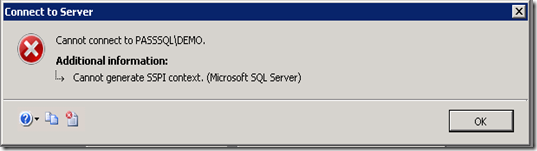 Connect to Server
Cannot connect to PASSSQL\DEMO.
Additional information:
Cannot generate SSPI context. (Microsoft SQL Server)
OK